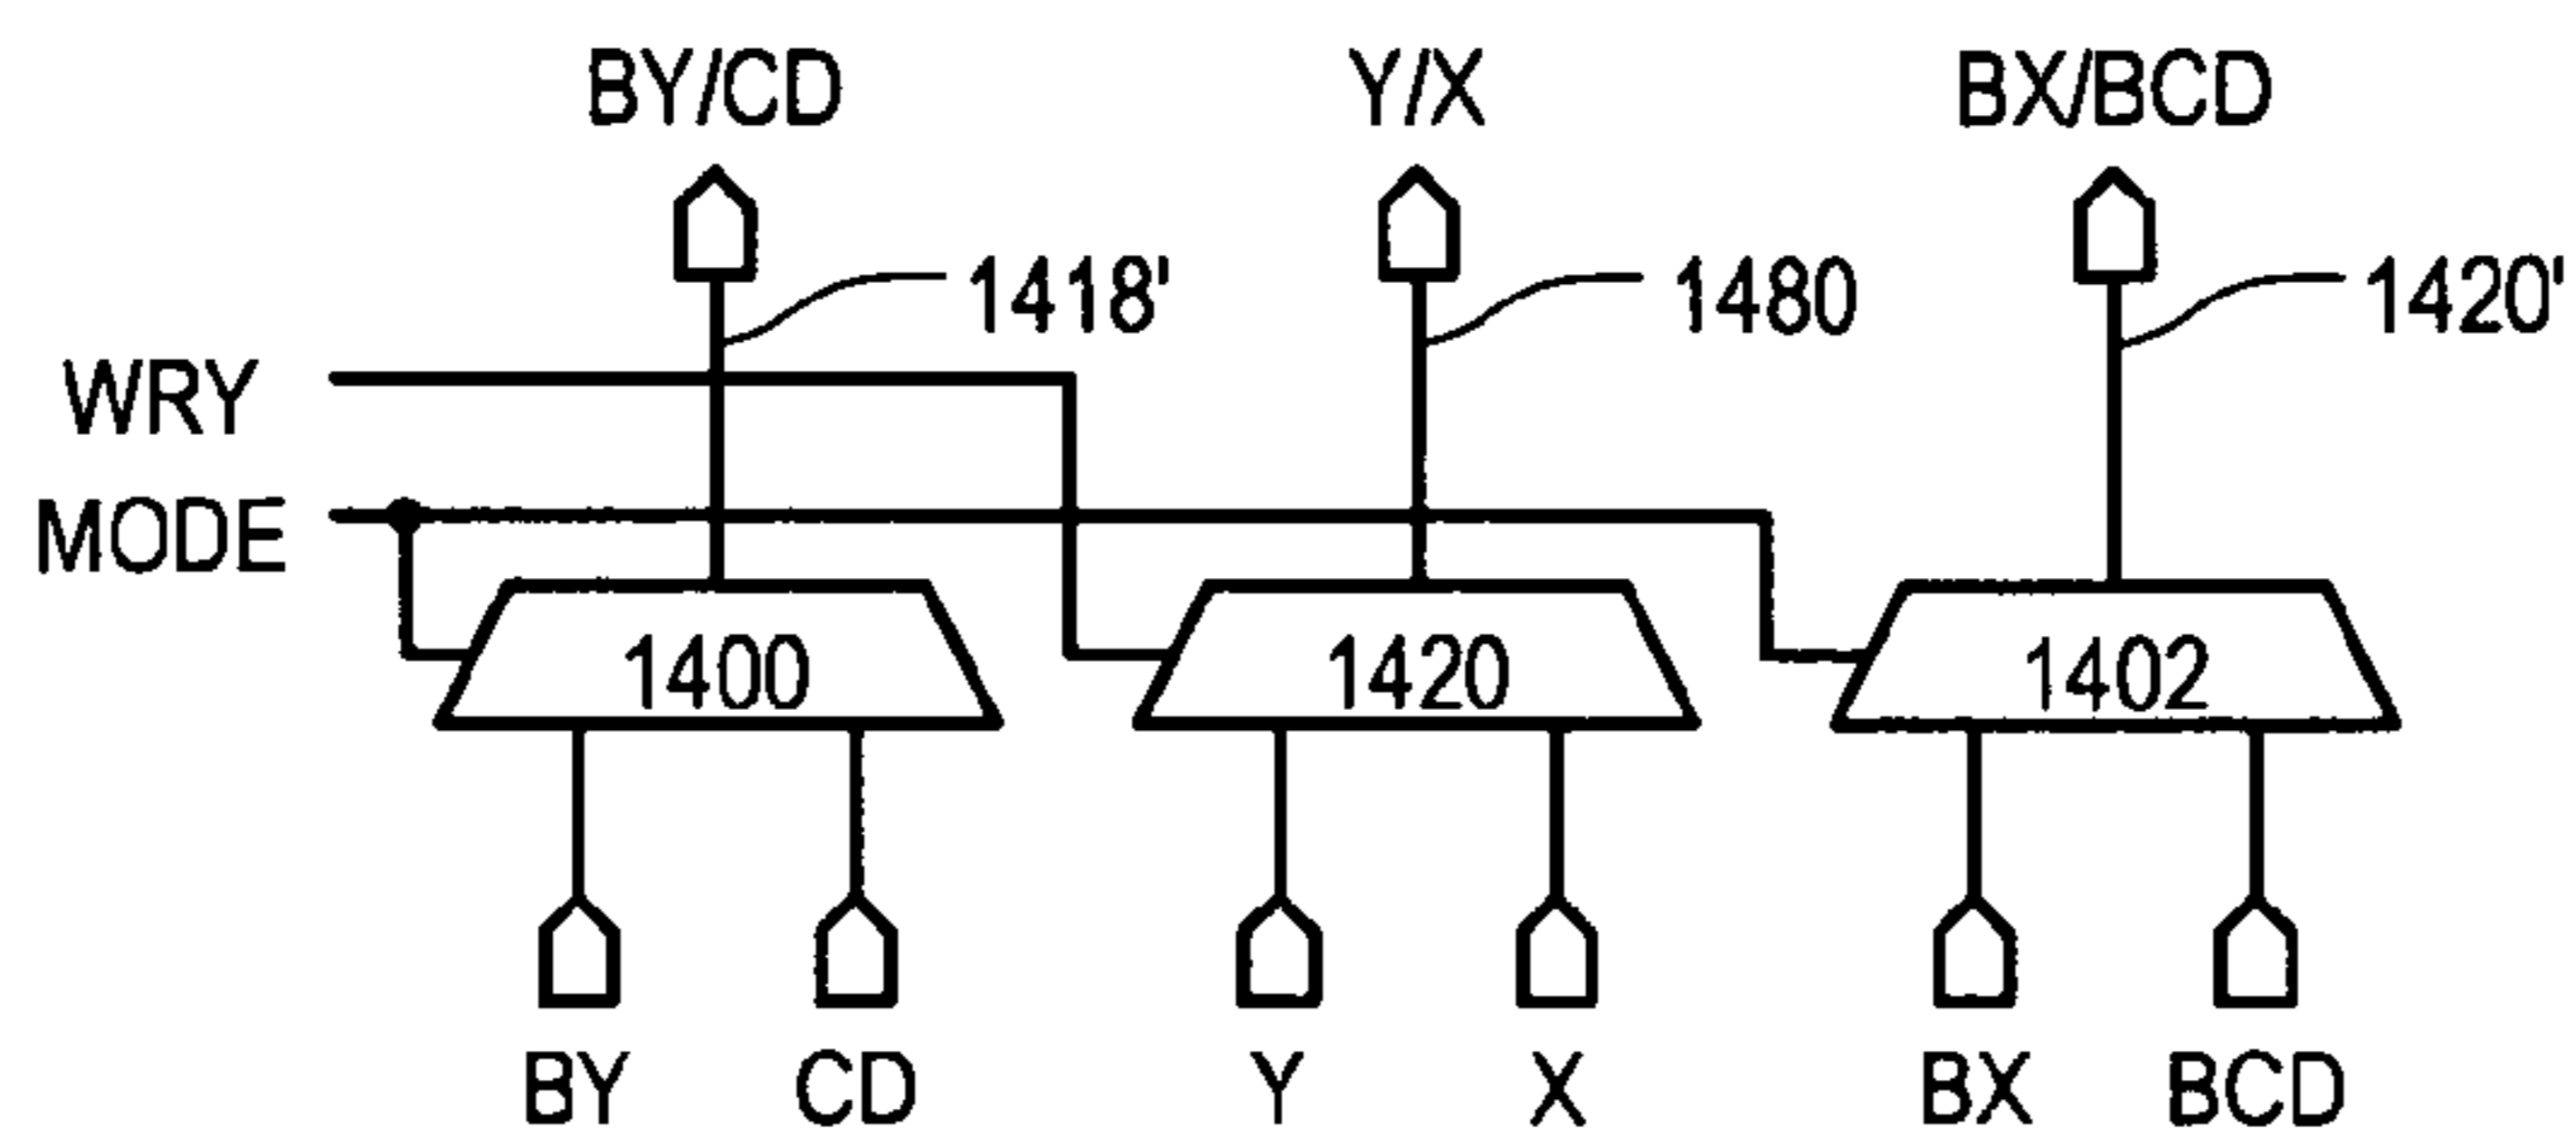 BY/CD Y/X BX/BCD
1418' 1480 1420'
WRY
MODE
1400 1420 1402
BY CD Y X BX BCD